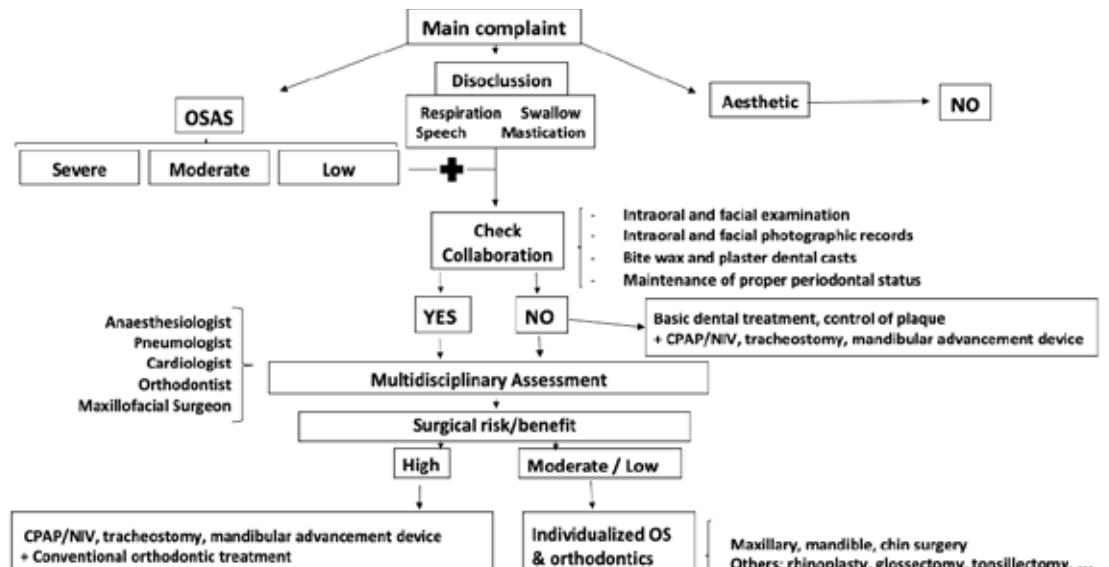 Main complaint
Disoclussion
Respiration Swallow
Speech Mastication
OSAS
Aesthetic
NO
Severe
Moderate
Low
Check
Collaboration
- Intraoral and facial examination
- Intraoral and facial photographic records
- Bite wax and plaster dental casts
- Maintenance of proper periodontal status
YES
NO
Basic dental treatment, control of plaque
+ CPAP/NIV, tracheostomy, mandibular advancement device
Anaesthesiologist
Pneumologist
Cardiologist
Orthodontist
Maxillofacial Surgeon
Multidisciplinary Assessment
Surgical risk/benefit
High
Moderate / Low
CPAP/NIV, tracheostomy, mandibular advancement device
+ Conventional orthodontic treatment
Individualized OS
& orthodontics
Maxillary, mandible, chin surgery
Others: rhinoplasty, glossectomy, tonsillectomy, ...